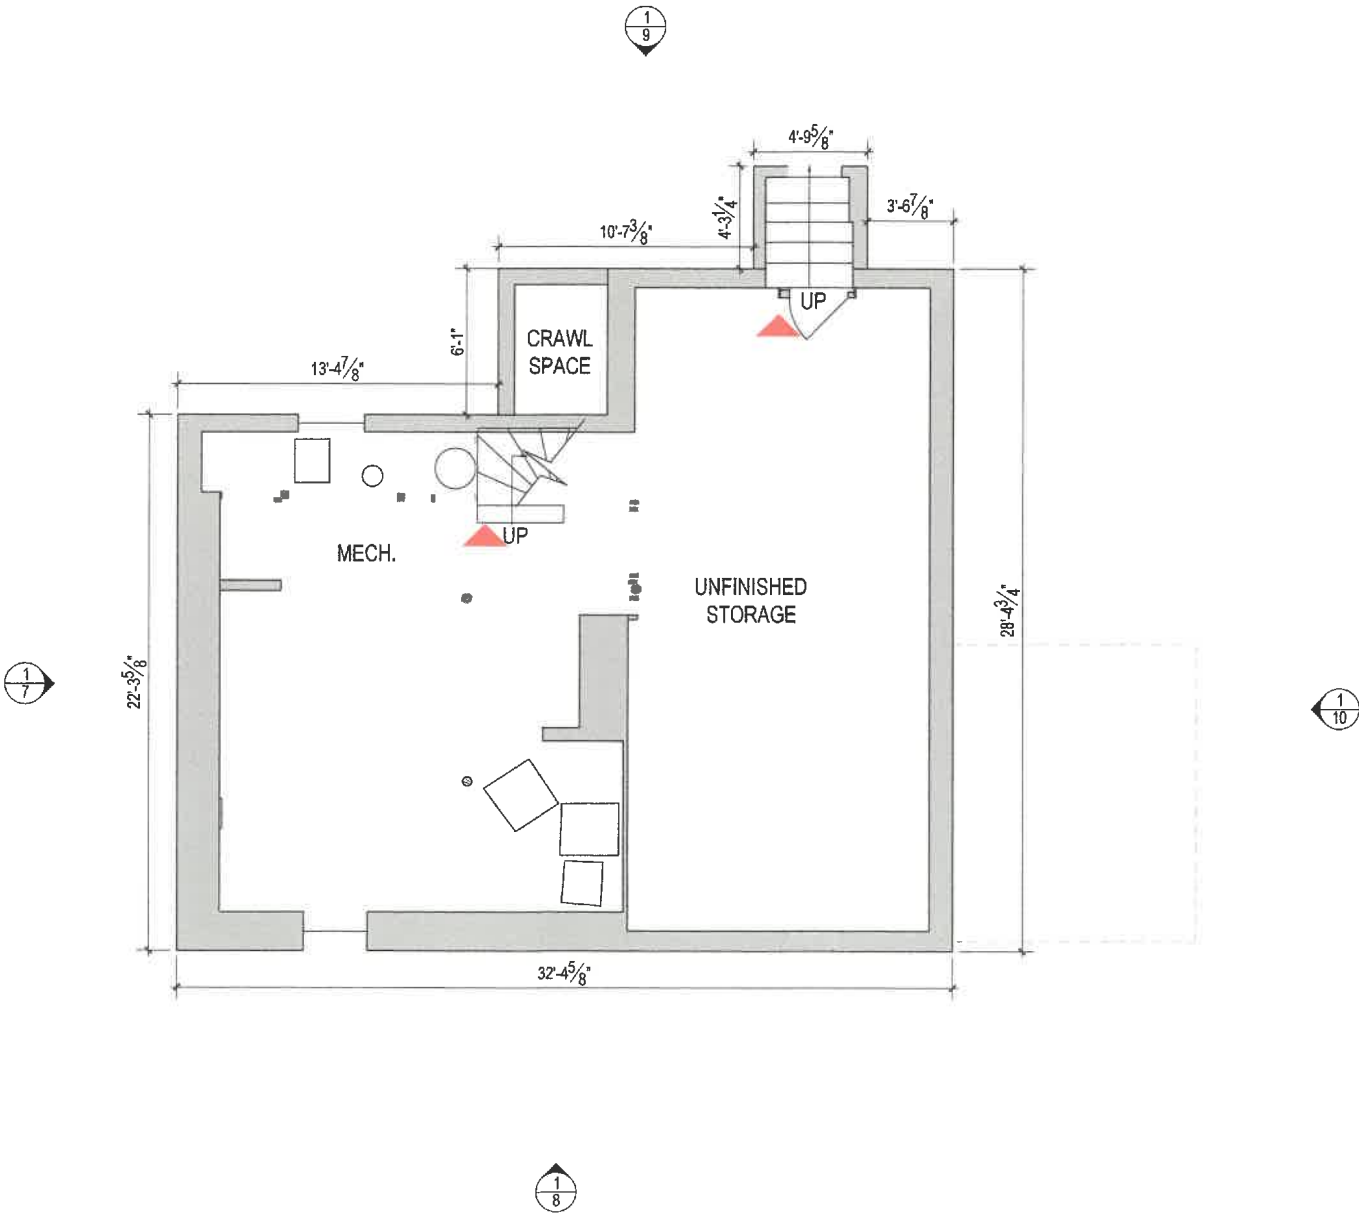 1
9
4'-9 5/8"
4'-3 1/4"
3'-6 7/8"
10'-7 3/8"
UP
6'-1"
CRAWL
SPACE
13'-4 7/8"
UP
MECH.
UNFINISHED
STORAGE
28'-4 3/4"
22'-3 5/8"
1
7
1
10
32'-4 5/8"
1
8